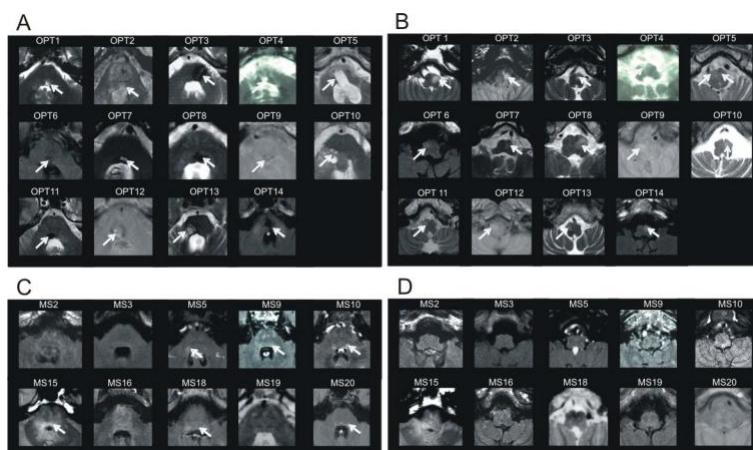 A
OPT1 OPT2 OPT3 OPT4 OPT5
OPT6 OPT7 OPT8 OPT9 OPT10
OPT11 OPT12 OPT13 OPT14
B
OPT 1 OPT2 OPT3 OPT4 OPT5
OPT 6 OPT7 OPT8 OPT9 OPT10
OPT 11 OPT12 OPT13 OPT14
C
MS2 MS3 MS5 MS9 MS10
MS15 MS16 MS18 MS19 MS20
D
MS2 MS3 MS5 MS9 MS10
MS15 MS16 MS18 MS19 MS20